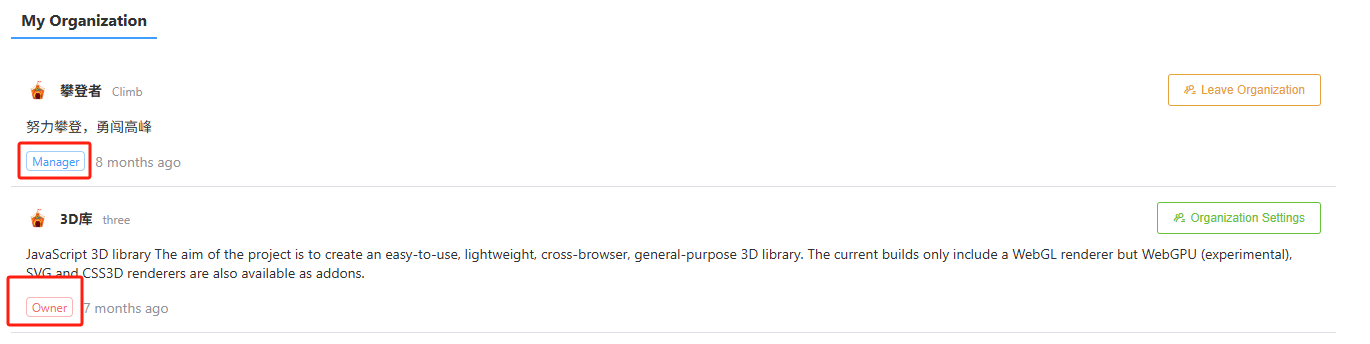 My Organization
攀登者 Climb
Leave Organization
努力攀登，勇闯高峰
Manager 8 months ago
3D库 three
Organization Settings
JavaScript 3D library The aim of the project is to create an easy-to-use, lightweight, cross-browser, general-purpose 3D library. The current builds only include a WebGL renderer but WebGPU (experimental),
SVG and CSS3D renderers are also available as addons.
Owner 7 months ago